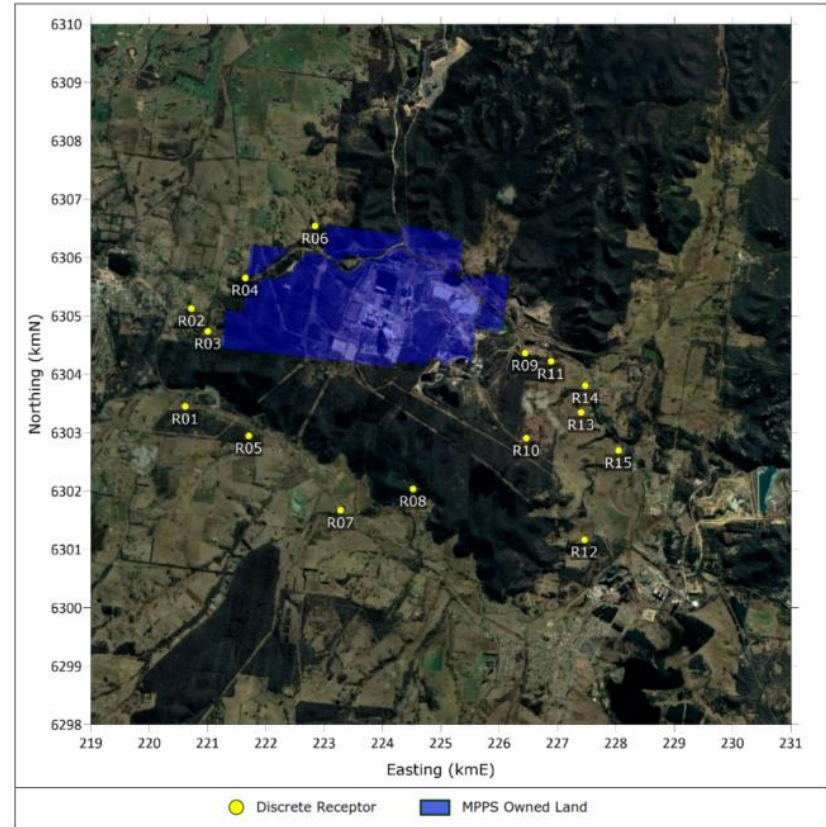 6310
6309
6308
6307
6306
6305
6304
6303
6302
6301
6300
6299
6298
Northing (kmN)
R06
R04
R02
R03
R09
R11
R14
R01
R13
R05
R10
R15
R08
R07
R12
219 220 221 222 223 224 225 226 227 228 229 230 231
Easting (kmE)
Discrete Receptor MPPS Owned Land